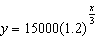 y = 15000(1.2)^{x/3}